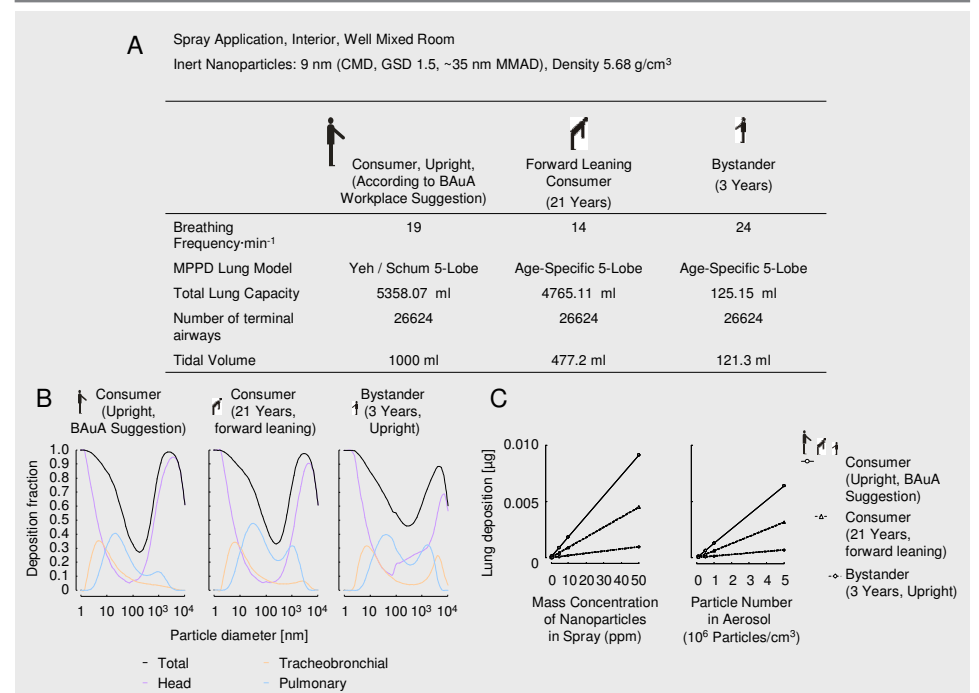 A
Spray Application, Interior, Well Mixed Room
Inert Nanoparticles: 9 nm (CMD, GSD 1.5, ~35 nm MMAD), Density 5.68 g/cm³
Consumer, Upright,
(According to BAuA
Workplace Suggestion)
Forward Leaning
Consumer
(21 Years)
Bystander
(3 Years)
Breathing
Frequency·min⁻¹
19
14
24
MPPD Lung Model
Yeh / Schum 5-Lobe
Age-Specific 5-Lobe
Age-Specific 5-Lobe
Total Lung Capacity
5358.07 ml
4765.11 ml
125.15 ml
Number of terminal
airways
26624
26624
26624
Tidal Volume
1000 ml
477.2 ml
121.3 ml
B
Consumer
(Upright,
BAuA Suggestion)
Consumer
(21 Years,
forward leaning)
Bystander
(3 Years,
Upright)
Deposition fraction
1.0
0.9
0.8
0.7
0.6
0.5
0.4
0.3
0.2
0.1
0
1 10 10² 10³ 10⁴
1 10 10² 10³ 10⁴
1 10 10² 10³ 10⁴
Particle diameter [nm]
- Total
- Head
- Tracheobronchial
- Pulmonary
C
Lung deposition [µg]
0.010
0.005
0
0 10 20 30 40 50
Mass Concentration
of Nanoparticles
in Spray (ppm)
0 1 2 3 4 5
Particle Number
in Aerosol
(10⁶ Particles/cm³)
Consumer
(Upright, BAuA
Suggestion)
Consumer
(21 Years,
forward leaning)
Bystander
(3 Years, Upright)